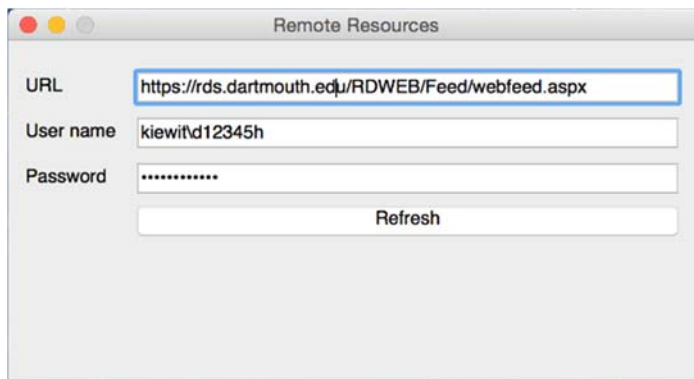 Remote Resources
URL https://rds.dartmouth.edu/RDWEB/Feed/webfeed.aspx
User name kiewit\d12345h
Password ••••••••••••
Refresh